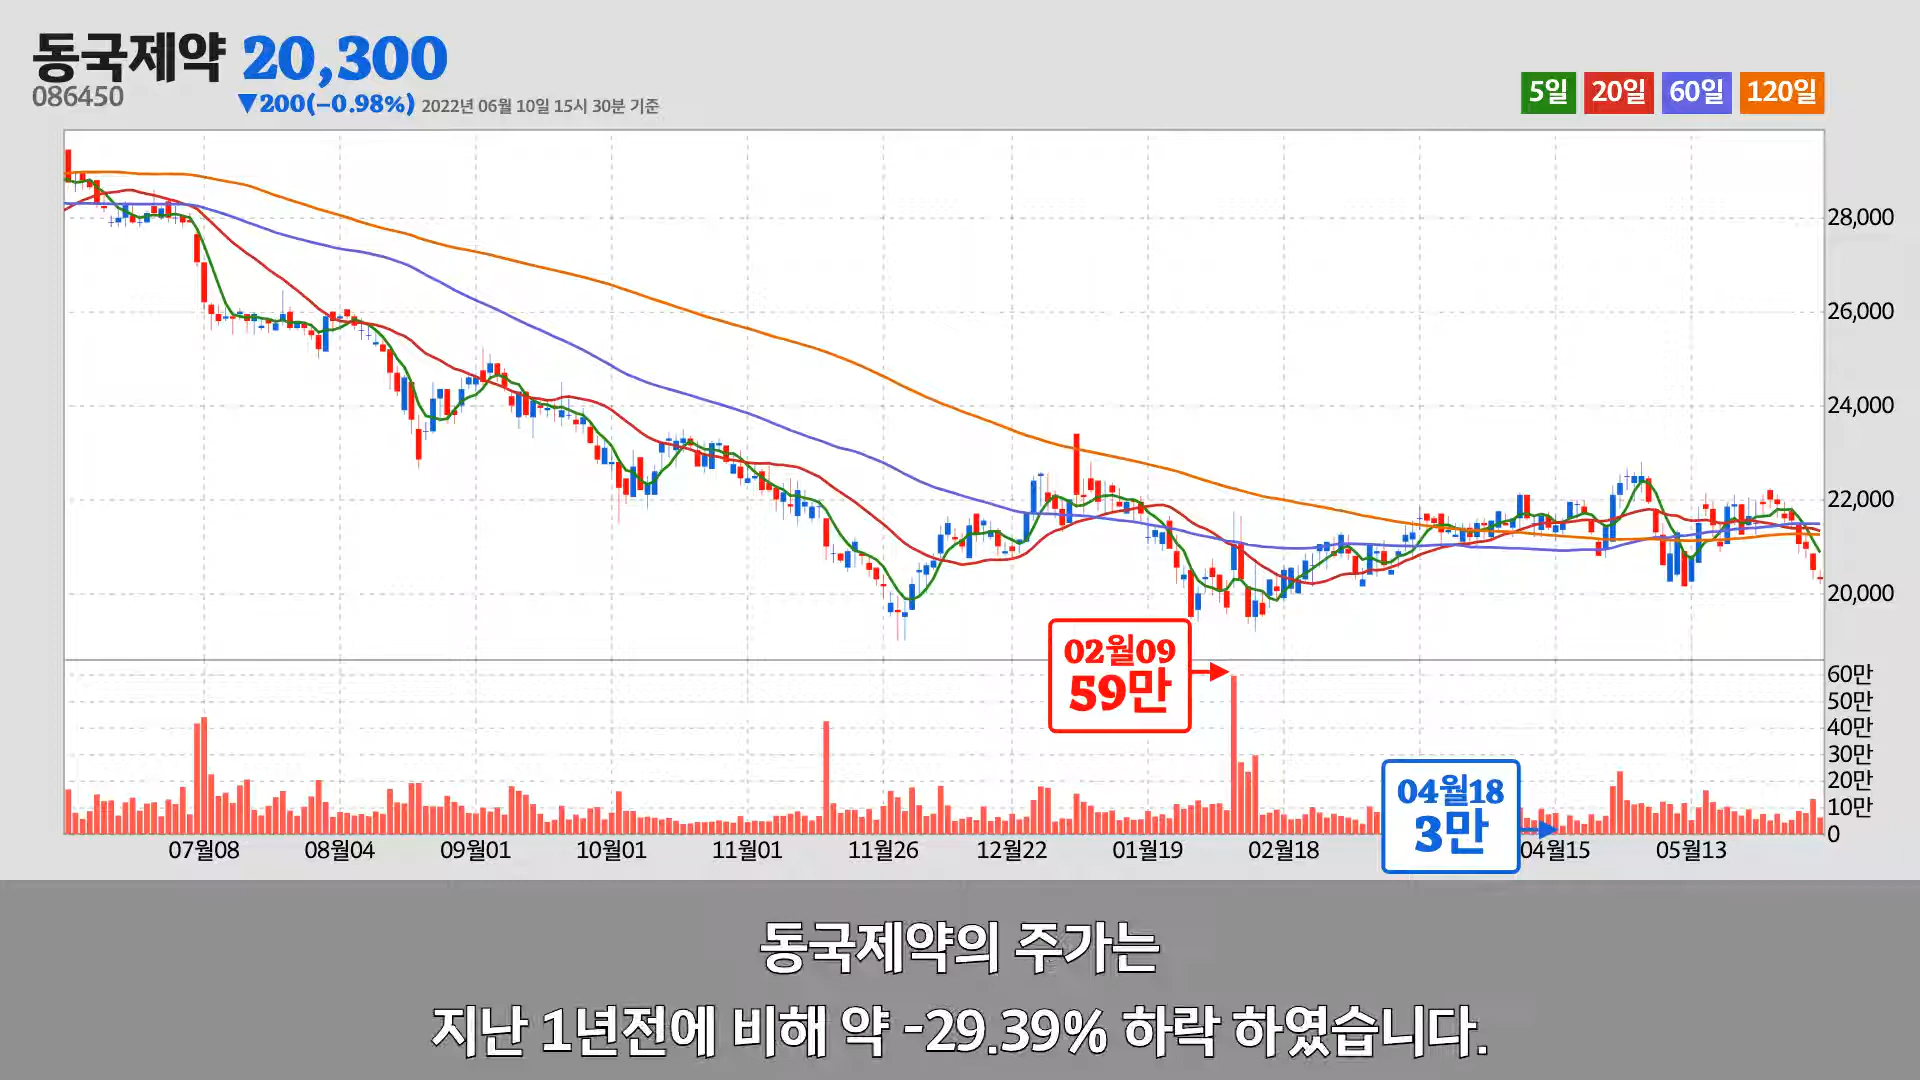 동국제약 20,300
086450
▼200(-0.98%) 2022년 06월 10일 15시 30분 기준
5일 20일 60일 120일
28,000
26,000
24,000
22,000
20,000
02월09
59만
60만
50만
40만
30만
20만
10만
0
04월18
3만
07월08 08월04 09월01 10월01 11월01 11월26 12월22 01월19 02월18 04월15 05월13
동국제약의 주가는
지난 1년전에 비해 약 -29.39% 하락 하였습니다.